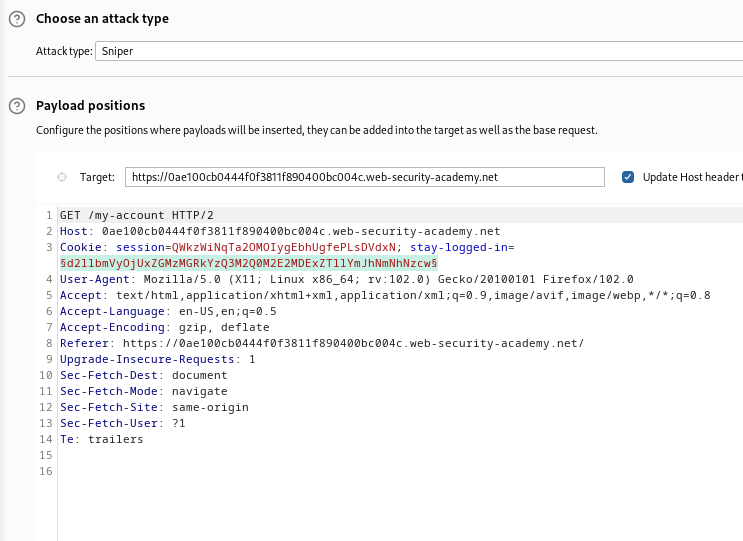 Choose an attack type
Attack type: Sniper
Payload positions
Configure the positions where payloads will be inserted, they can be added into the target as well as the base request.
Target: https://0ae100cb0444f0f3811f890400bc004c.web-security-academy.net Update Host header t
1 GET /my-account HTTP/2
2 Host: 0ae100cb0444f0f3811f890400bc004c.web-security-academy.net
3 Cookie: session=QWkzWiNqTa2OMOIygEbhUgfePLsDVdxN; stay-logged-in=
§d2llbmVyOjUxZGMzMGRkYzQ3M2Q0M2E2MDExZTllYmJhNmNhNzcw§
4 User-Agent: Mozilla/5.0 (X11; Linux x86_64; rv:102.0) Gecko/20100101 Firefox/102.0
5 Accept: text/html,application/xhtml+xml,application/xml;q=0.9,image/avif,image/webp,*/*;q=0.8
6 Accept-Language: en-US,en;q=0.5
7 Accept-Encoding: gzip, deflate
8 Referer: https://0ae100cb0444f0f3811f890400bc004c.web-security-academy.net/
9 Upgrade-Insecure-Requests: 1
10 Sec-Fetch-Dest: document
11 Sec-Fetch-Mode: navigate
12 Sec-Fetch-Site: same-origin
13 Sec-Fetch-User: ?1
14 Te: trailers
15
16